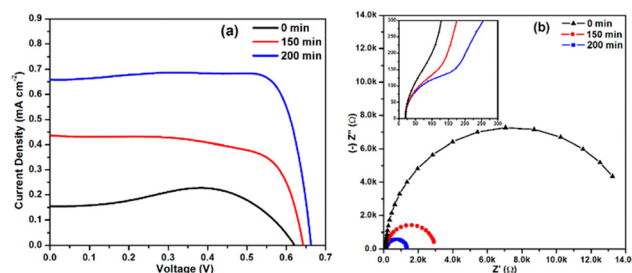 (a)
0 min
150 min
200 min
Current Density (mA cm⁻²)
0.9
0.8
0.7
0.6
0.5
0.4
0.3
0.2
0.1
0.0
0.0 0.1 0.2 0.3 0.4 0.5 0.6 0.7
Voltage (V)
(b)
0 min
150 min
200 min
(-) Z'' (Ω)
14.0k
12.0k
10.0k
8.0k
6.0k
4.0k
2.0k
0.0
0.0 2.0k 4.0k 6.0k 8.0k 10.0k 12.0k 14.0
Z' (Ω)
300
200
100
0
0 50 100 150 200 250 300